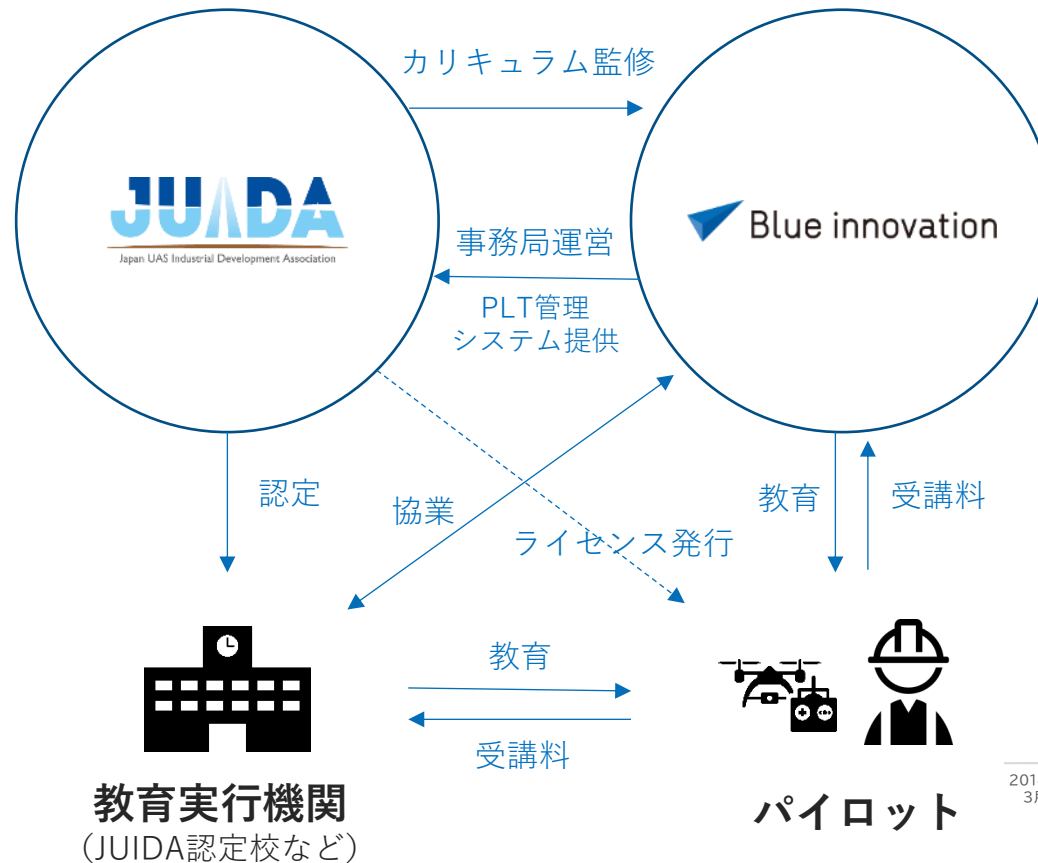 カリキュラム監修
JUIDA
Japan UAS Industrial Development Association
Blue innovation
事務局運営
PLT管理
システム提供
認定
協業
ライセンス発行
教育
受講料
教育
受講料
教育実行機関
(JUIDA認定校など)
パイロット
201
3月